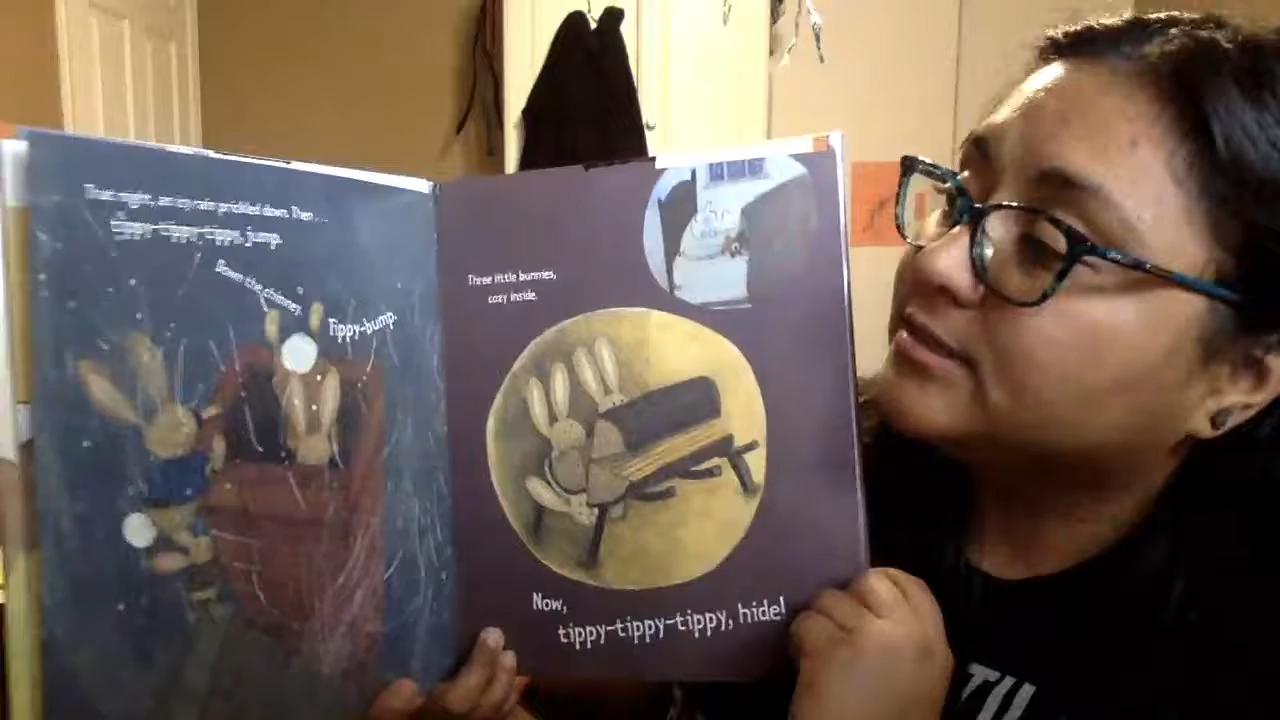 That night, an icy rain prickled down. Then . . .
tippy-tippy-tippy, jump.
Down the chimney.
Tippy-bump.
Three little bunnies,
cozy inside.
Now,
tippy-tippy-tippy, hide!